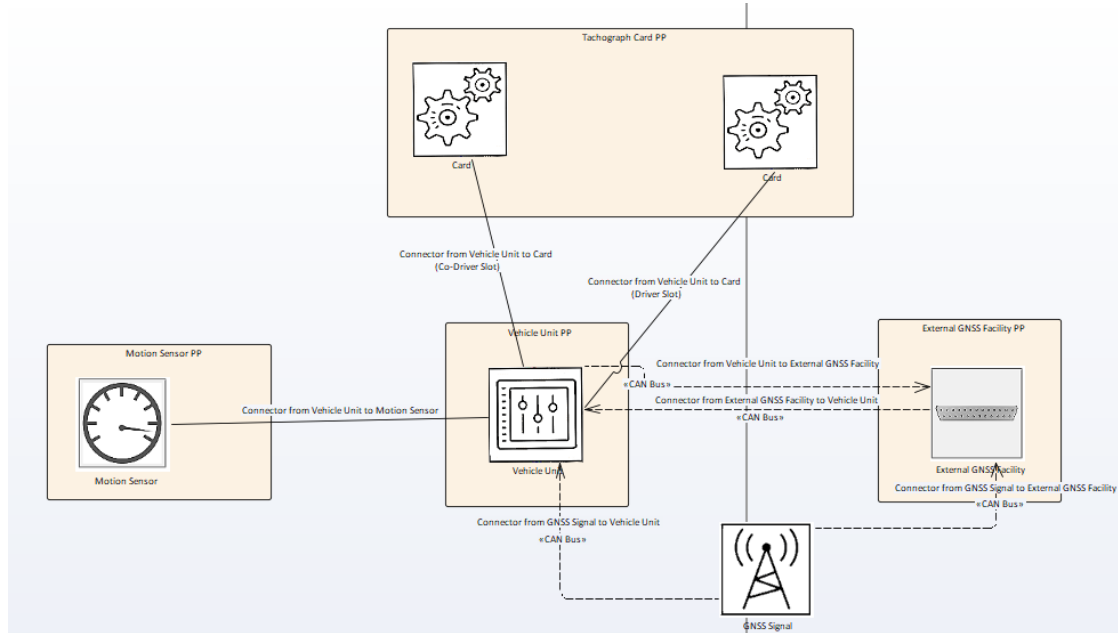 Tachograph Card PP
Card
Card
Connector from Vehicle Unit to Card
(Co-Driver Slot)
Connector from Vehicle Unit to Card
(Driver Slot)
Vehicle Unit PP
External GNSS Facility PP
Motion Sensor PP
Connector from Vehicle Unit to External GNSS Facility
«CAN Bus»
Connector from External GNSS Facility to Vehicle Unit
«CAN Bus»
Connector from Vehicle Unit to Motion Sensor
Vehicle Unit
External GNSS Facility
Motion Sensor
Connector from GNSS Signal to External GNSS Facility
«CAN Bus»
Connector from GNSS Signal to Vehicle Unit
«CAN Bus»
GNSS Signal